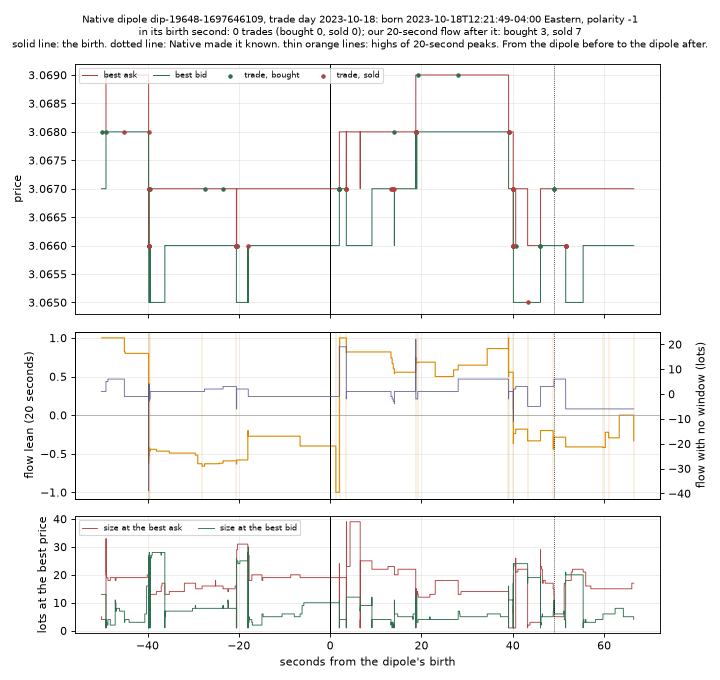 Native dipole dip-19648-1697646109, trade day 2023-10-18: born 2023-10-18T12:21:49-04:00 Eastern, polarity -1
in its birth second: 0 trades (bought 0, sold 0); our 20-second flow after it: bought 3, sold 7
solid line: the birth. dotted line: Native made it known. thin orange lines: highs of 20-second peaks. From the dipole before to the dipole after.
best ask
best bid
trade, bought
trade, sold
3.0690
3.0685
3.0680
3.0675
3.0670
3.0665
3.0660
3.0655
3.0650
price
1.0
0.5
0.0
−0.5
−1.0
flow lean (20 seconds)
20
10
0
−10
−20
−30
−40
flow with no window (lots)
size at the best ask
size at the best bid
40
30
20
10
0
lots at the best price
−40
−20
0
20
40
60
seconds from the dipole's birth